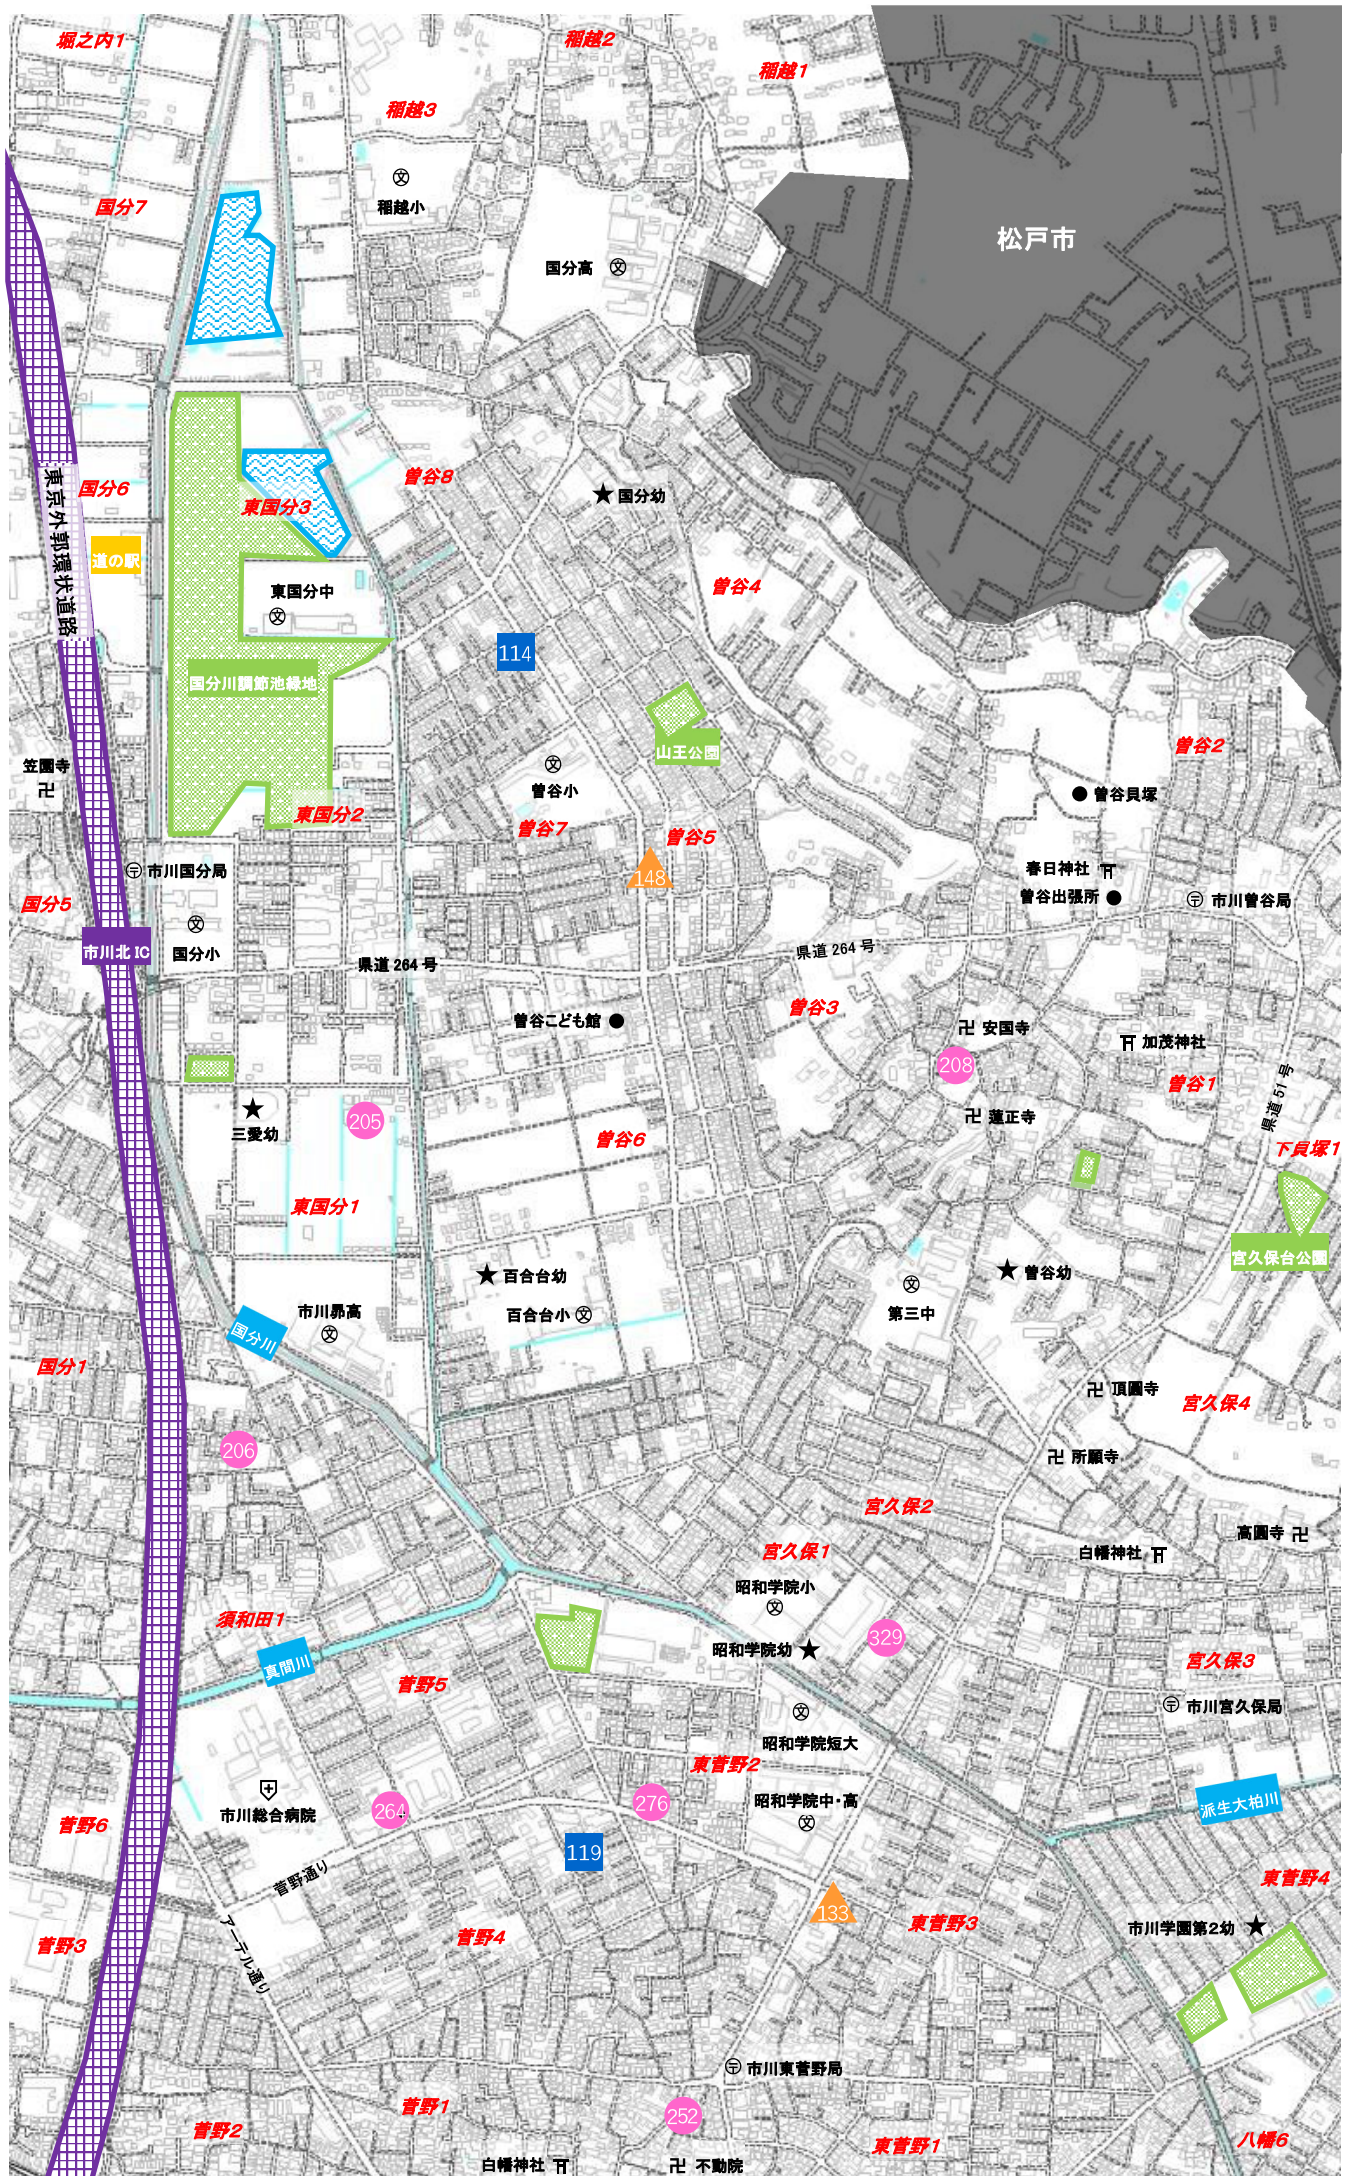 堀之内1
稲越2
稲越1
稲越3
稲越小
国分7
松戸市
国分高
曽谷8
国分6
国分幼
東国分3
東京外郭環状道路
道の駅
東国分中
曽谷4
114
国分川調節池緑地
山王公園
曽谷2
笠圓寺
曽谷小
曽谷貝塚
東国分2
曽谷7
曽谷5
148
市川国分局
春日神社
曽谷出張所
市川曽谷局
国分5
国分小
市川北IC
県道264号
県道264号
曽谷3
曽谷こども館
安国寺
加茂神社
208
曽谷1
県道51号
三愛幼
205
蓮正寺
曽谷6
下貝塚1
東国分1
宮久保台公園
百合台幼
曽谷幼
市川昴高
百合台小
第三中
国分川
国分1
頂圓寺
宮久保4
206
所願寺
宮久保2
高圓寺
宮久保1
白幡神社
昭和学院小
須和田1
329
昭和学院幼
真間川
宮久保3
菅野5
市川宮久保局
昭和学院短大
東菅野2
市川総合病院
264
276
昭和学院中・高
派生大柏川
菅野6
119
菅野通り
東菅野4
133
東菅野3
市川学園第2幼
菅野3
菅野4
アーデル通り
市川東菅野局
菅野1
252
菅野2
東菅野1
八幡6
白幡神社
不動院